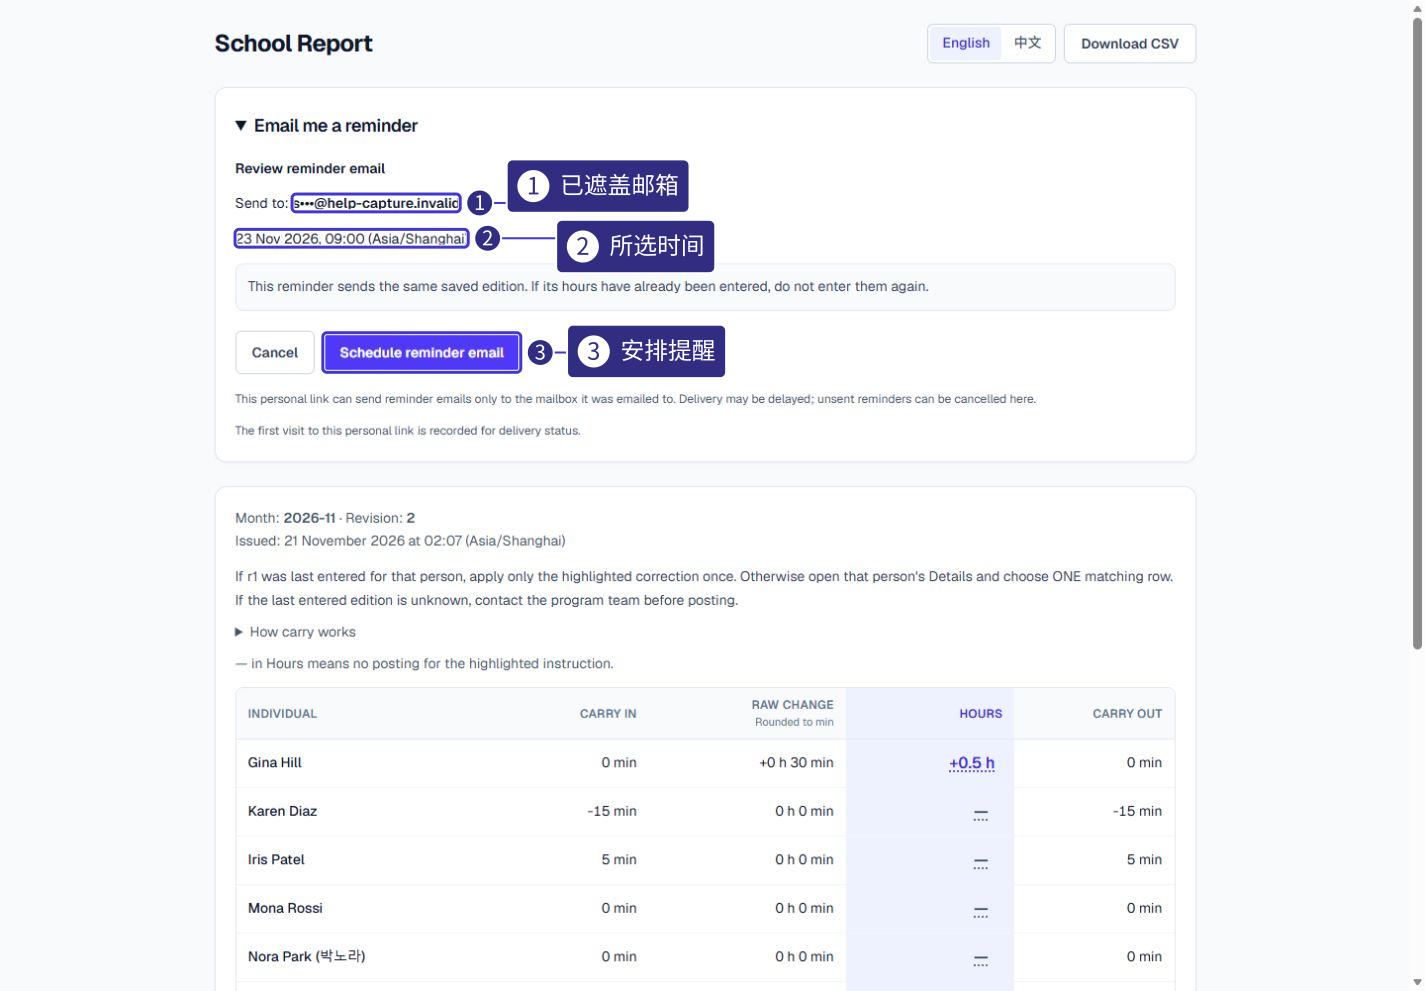 School Report
English 中文 Download CSV
▼ Email me a reminder
Review reminder email
Send to: s•••@help-capture.invalid 1 1 已遮盖邮箱
23 Nov 2026, 09:00 (Asia/Shanghai) 2 2 所选时间
This reminder sends the same saved edition. If its hours have already been entered, do not enter them again.
Cancel Schedule reminder email 3 3 安排提醒
This personal link can send reminder emails only to the mailbox it was emailed to. Delivery may be delayed; unsent reminders can be cancelled here.
The first visit to this personal link is recorded for delivery status.
Month: 2026-11 · Revision: 2
Issued: 21 November 2026 at 02:07 (Asia/Shanghai)
If r1 was last entered for that person, apply only the highlighted correction once. Otherwise open that person's Details and choose ONE matching row.
If the last entered edition is unknown, contact the program team before posting.
▶ How carry works
— in Hours means no posting for the highlighted instruction.
INDIVIDUAL CARRY IN RAW CHANGE HOURS CARRY OUT
Rounded to min
Gina Hill 0 min +0 h 30 min +0.5 h 0 min
Karen Diaz -15 min 0 h 0 min — -15 min
Iris Patel 5 min 0 h 0 min — 5 min
Mona Rossi 0 min 0 h 0 min — 0 min
Nora Park (박노라) 0 min 0 h 0 min — 0 min